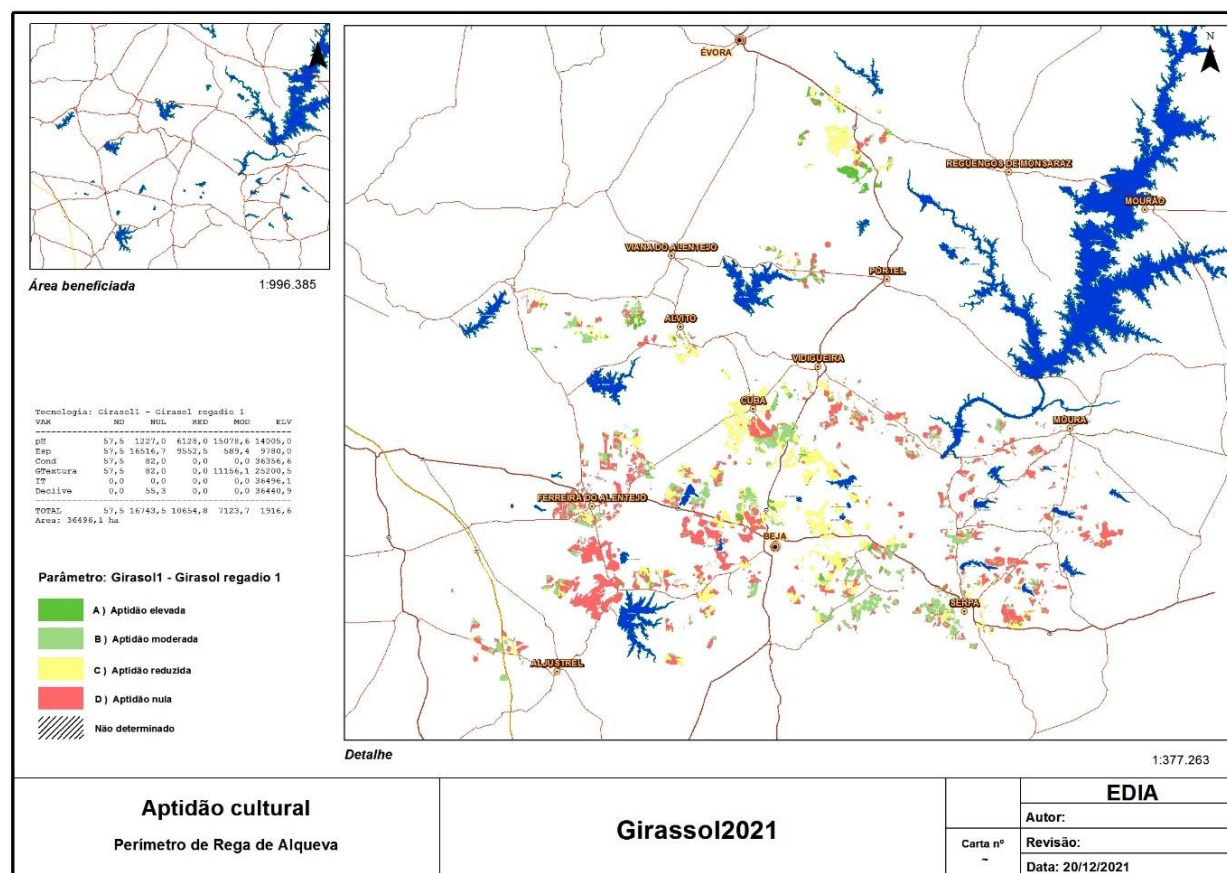 N
Área beneficiada
1:996.385
Tecnologia: Girasol1 - Girasol regadio 1
VAR ND NUL RED MOD ELV
pH 57,5 1227,0 6128,0 15078,6 14005,0
Esp 57,5 16516,7 9552,5 589,4 9780,0
Cond 57,5 82,0 0,0 0,0 36356,6
GTextura 57,5 82,0 0,0 11156,1 25200,5
IT 0,0 0,0 0,0 0,0 36496,1
Declive 0,0 55,3 0,0 0,0 36440,9
TOTAL 57,5 16743,5 10654,8 7123,7 1916,6
Area: 36496,1 ha
Parâmetro: Girasol1 - Girasol regadio 1
A ) Aptidão elevada
B ) Aptidão moderada
C ) Aptidão reduzida
D ) Aptidão nula
Não determinado
N
ÉVORA
REGUENGOS DE MONSARAZ
MOURÃO
VIANA DO ALENTEJO
PORTEL
ALVITO
VIDIGUEIRA
CUBA
MOURA
FERREIRA DO ALENTEJO
BEJA
SERPA
ALJUSTREL
Detalhe
1:377.263
Aptidão cultural
Perímetro de Rega de Alqueva
Girassol2021
Carta nº
~
EDIA
Autor:
Revisão:
Data: 20/12/2021